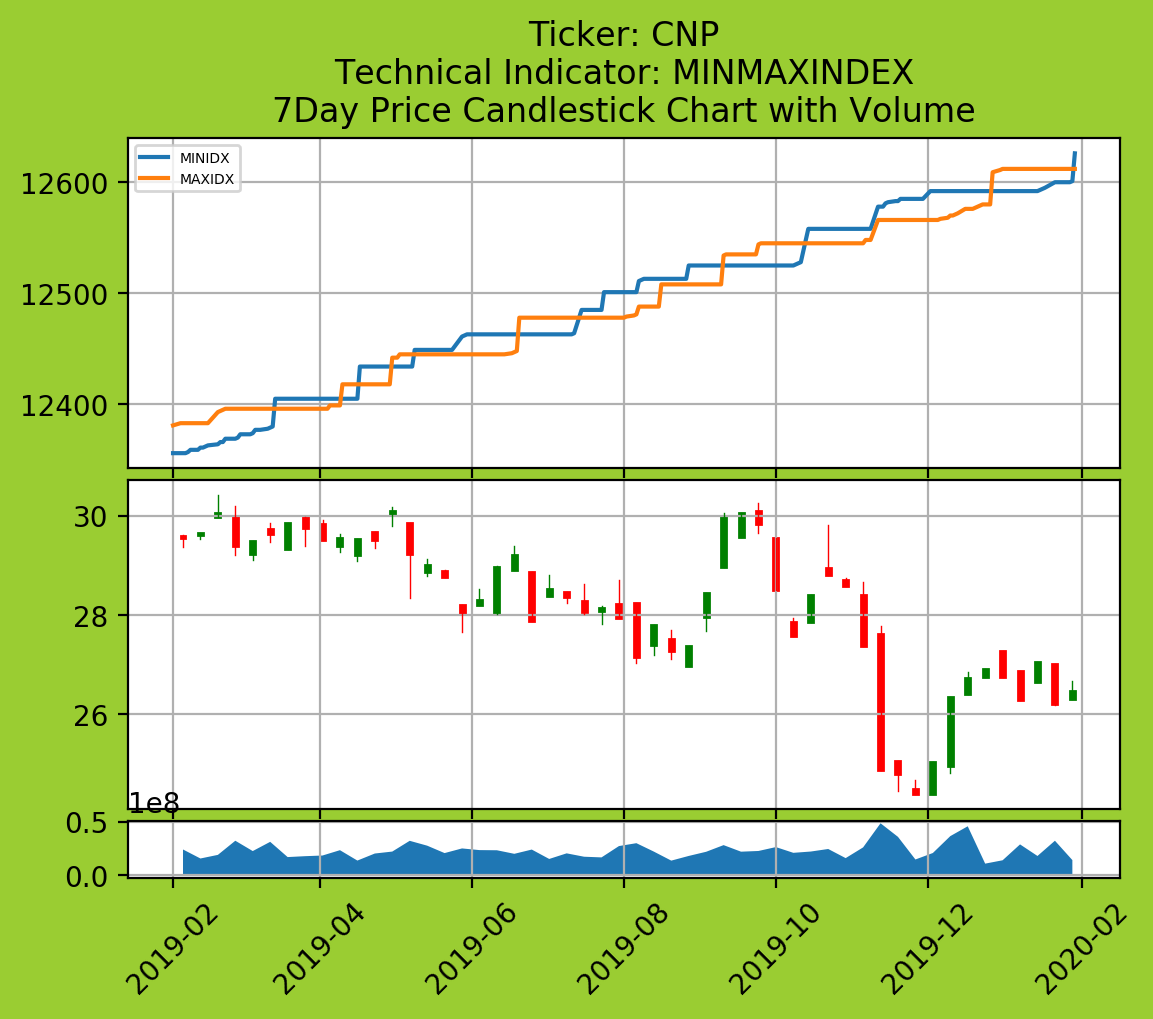 Ticker: CNP
Technical Indicator: MINMAXINDEX
7Day Price Candlestick Chart with Volume
MINIDX
MAXIDX
12600
12500
12400
30
28
26
1e8
0.5
0.0
2019-02
2019-04
2019-06
2019-08
2019-10
2019-12
2020-02